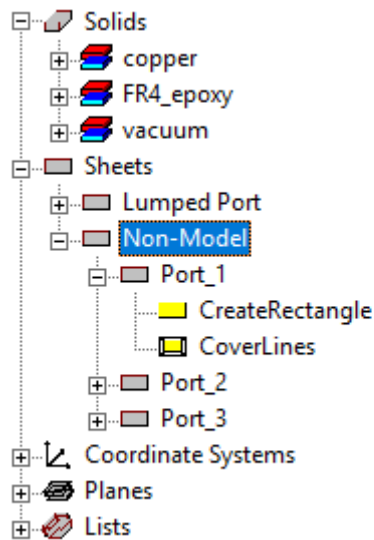 Solids
copper
FR4_epoxy
vacuum
Sheets
Lumped Port
Non-Model
Port_1
CreateRectangle
CoverLines
Port_2
Port_3
Coordinate Systems
Planes
Lists